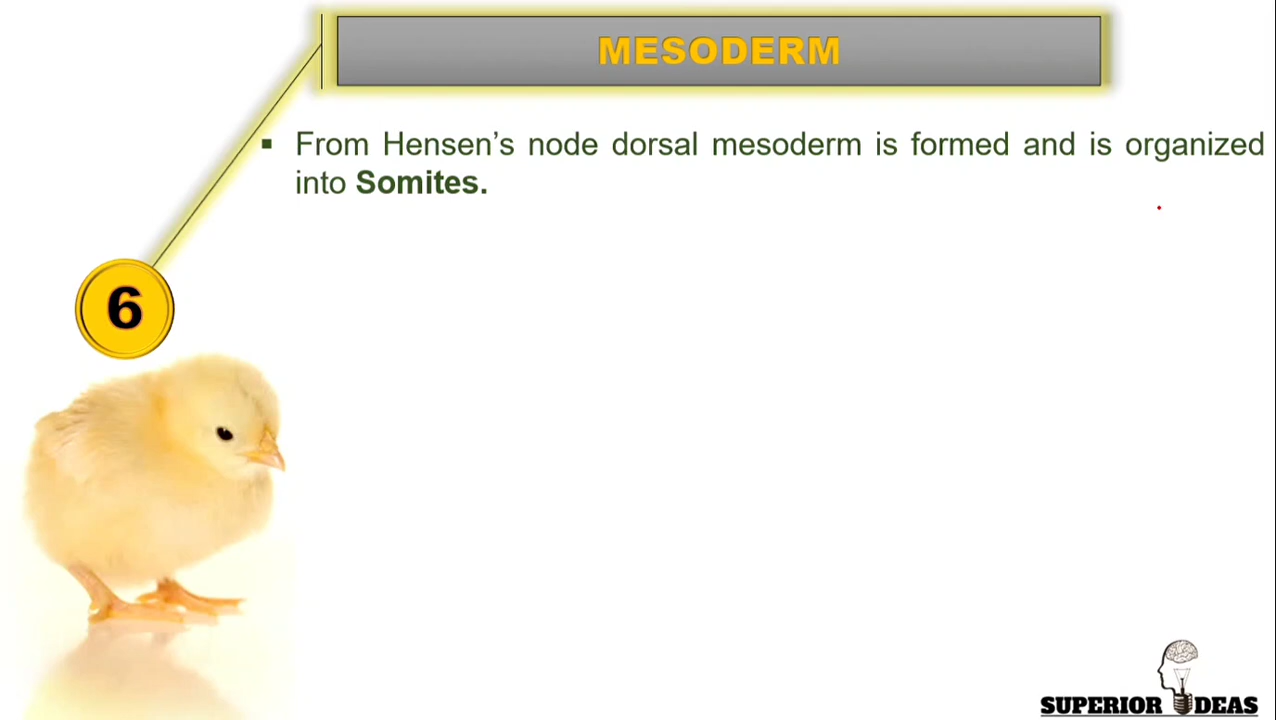 MESODERM
▪ From Hensen's node dorsal mesoderm is formed and is organized
into Somites.
6
SUPERIOR IDEAS